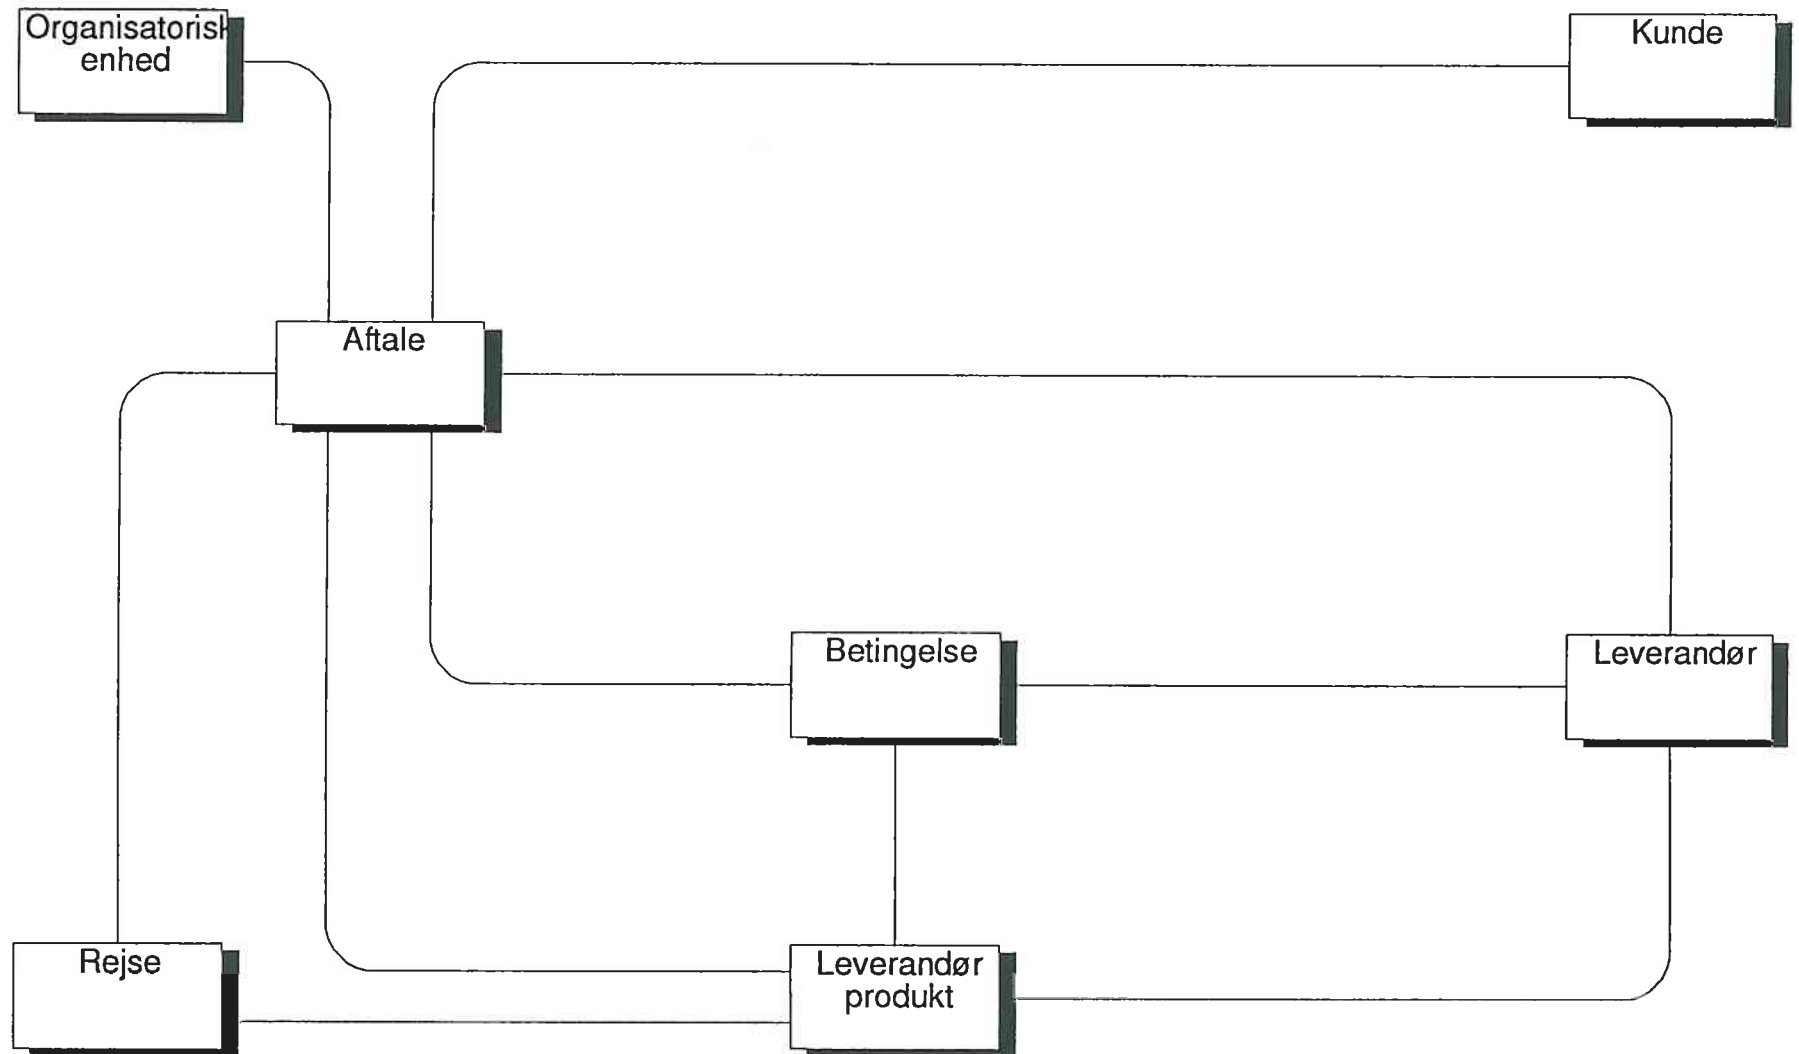 Organisatorisk
enhed
Kunde
Aftale
Betingelse
Leverandør
Rejse
Leverandør
produkt